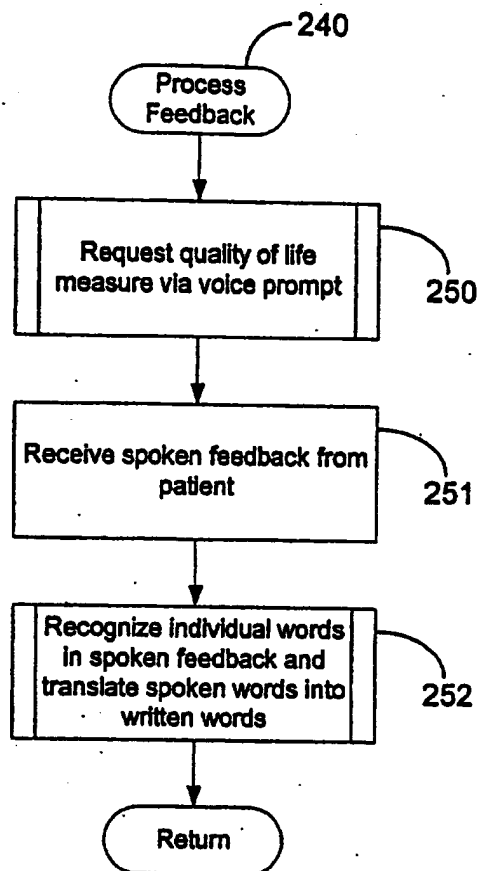 240
Process
Feedback
Request quality of life
measure via voice prompt
250
Receive spoken feedback from
patient
251
Recognize individual words
in spoken feedback and
translate spoken words into
written words
252
Return